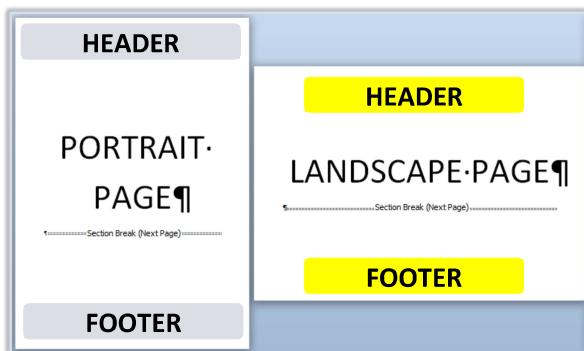 HEADER
PORTRAIT·
PAGE¶
¶Section Break (Next Page)
FOOTER
HEADER
LANDSCAPE·PAGE¶
¶Section Break (Next Page)
FOOTER